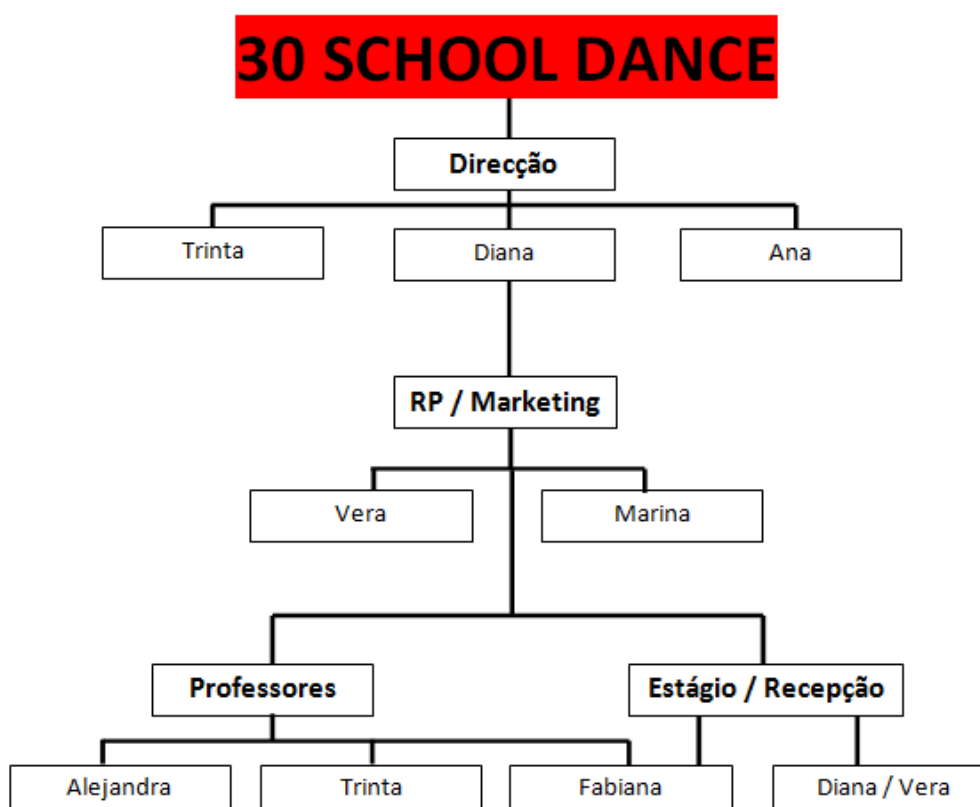 30 SCHOOL DANCE
Direcção
Trinta
Diana
Ana
RP / Marketing
Vera
Marina
Professores
Estágio / Recepção
Alejandra
Trinta
Fabiana
Diana / Vera